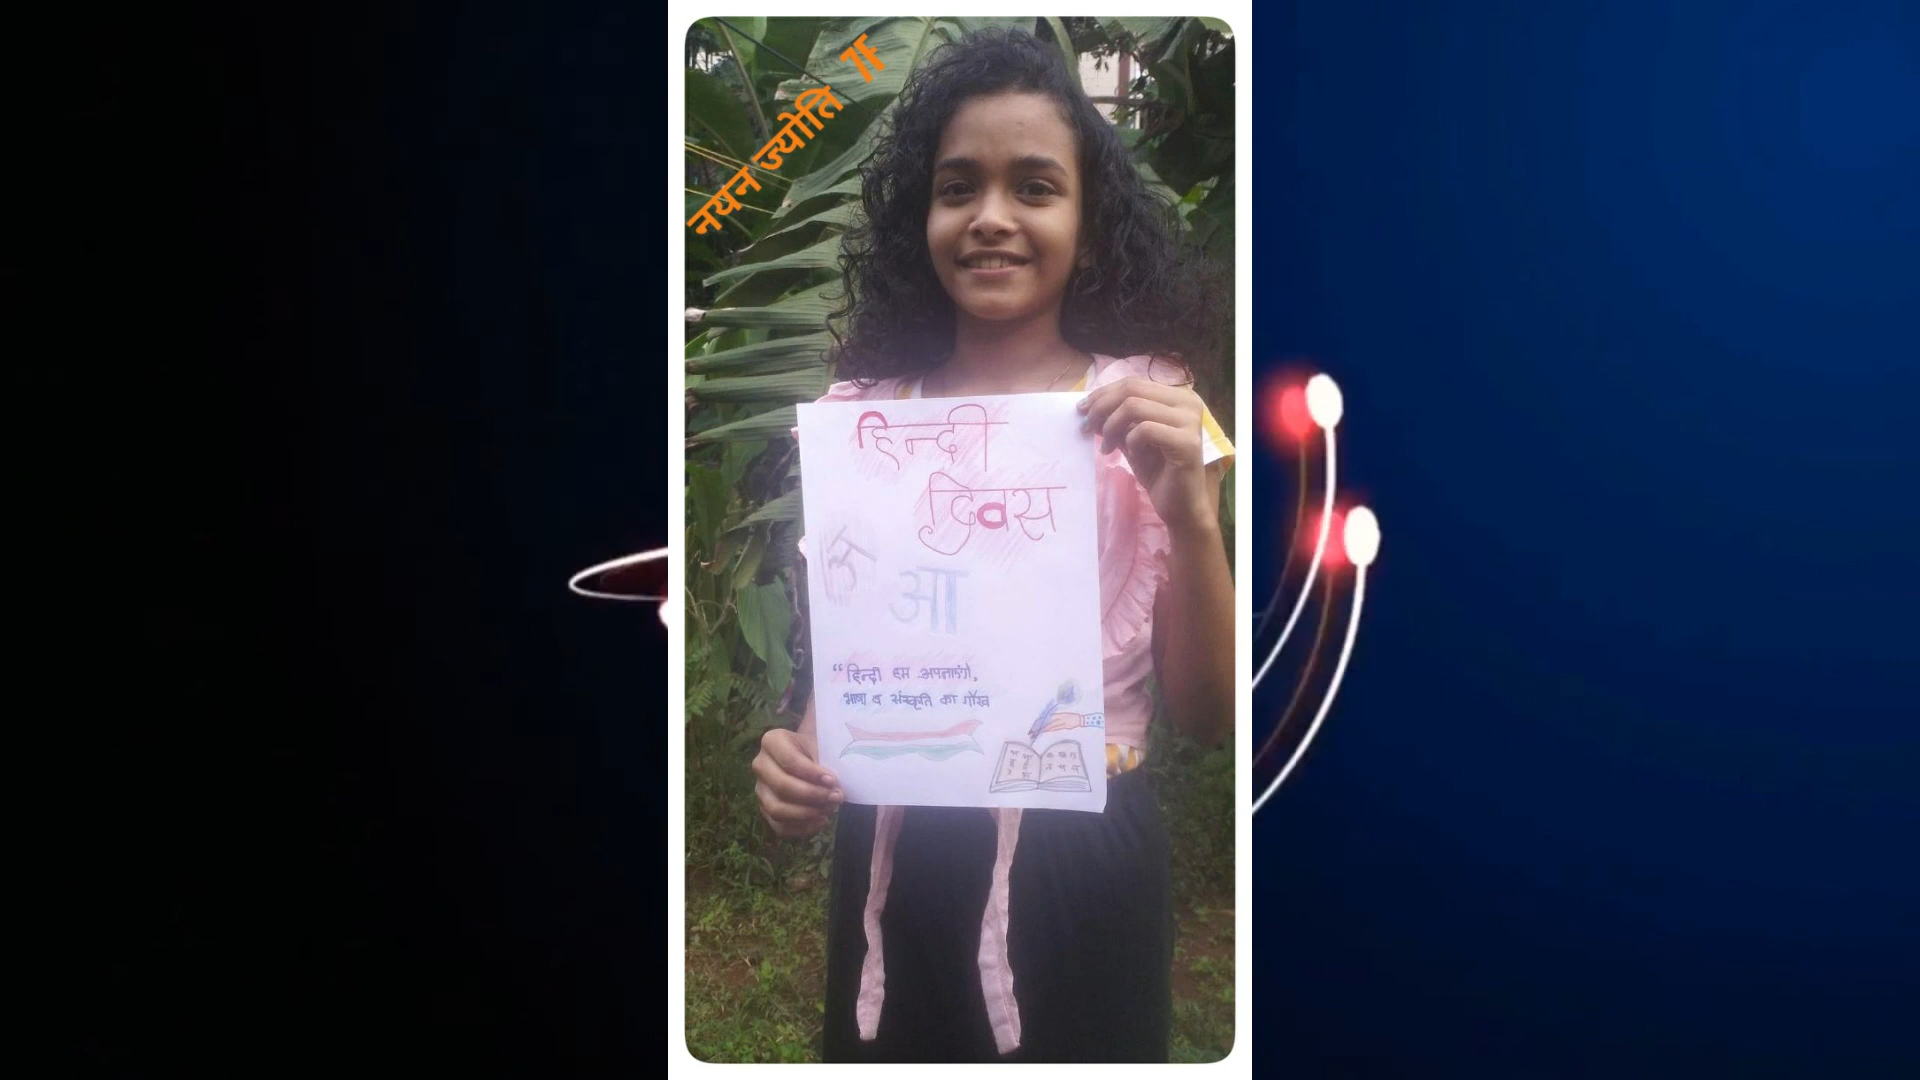 नयन ज्योति 7F
हिन्दी
दिवस
अ
आ
“हिन्दी हम अपनाएंगे,
भाषा व संस्कृति का गौरव